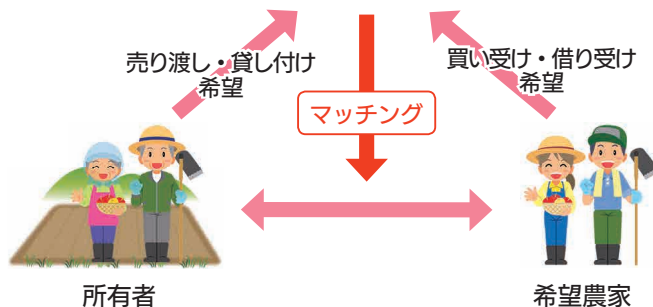 売り渡し・貸し付け
希望
買い受け・借り受け
希望
マッチング
所有者
希望農家